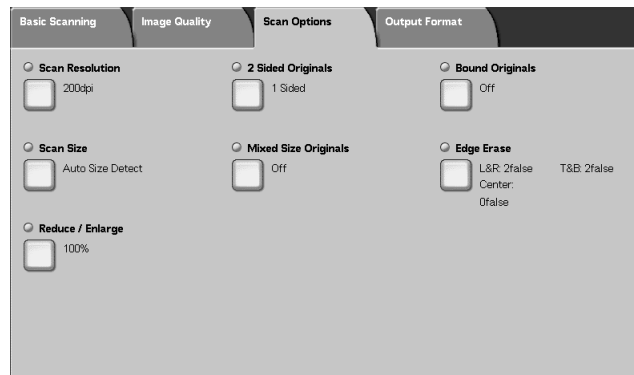 Basic Scanning
Image Quality
Scan Options
Output Format
Scan Resolution
200dpi
2 Sided Originals
1 Sided
Bound Originals
Off
Scan Size
Auto Size Detect
Mixed Size Originals
Off
Edge Erase
L&R: 2false T&B: 2false
Center:
0false
Reduce / Enlarge
100%